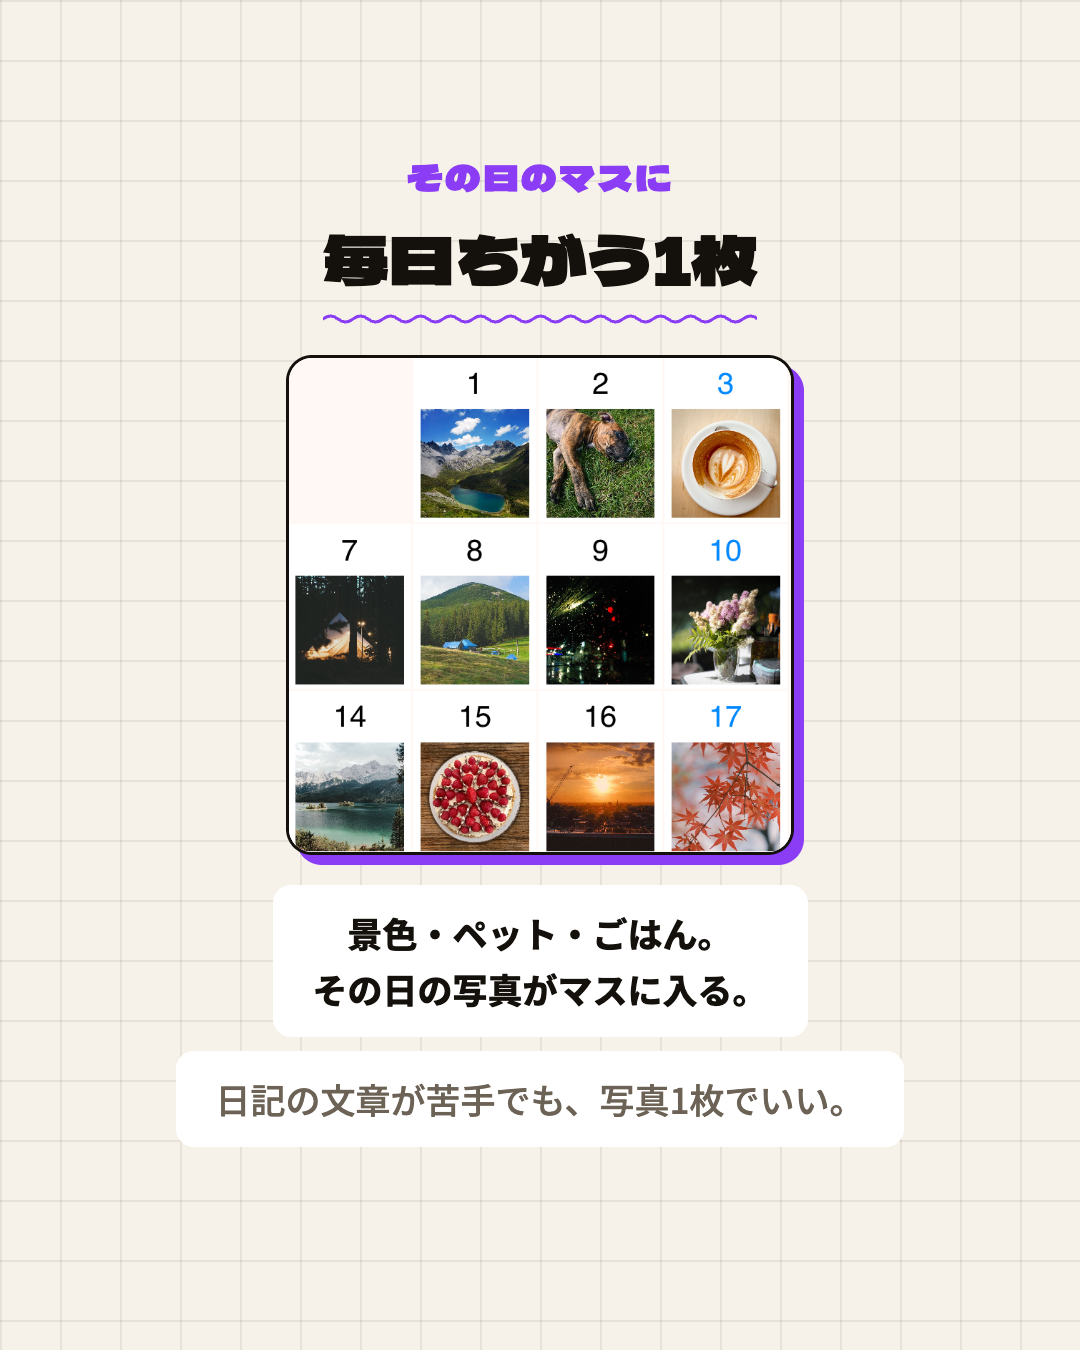 その日のマスに
毎日ちがう1枚
1 2 3
7 8 9 10
14 15 16 17
景色・ペット・ごはん。
その日の写真がマスに入る。
日記の文章が苦手でも、写真1枚でいい。